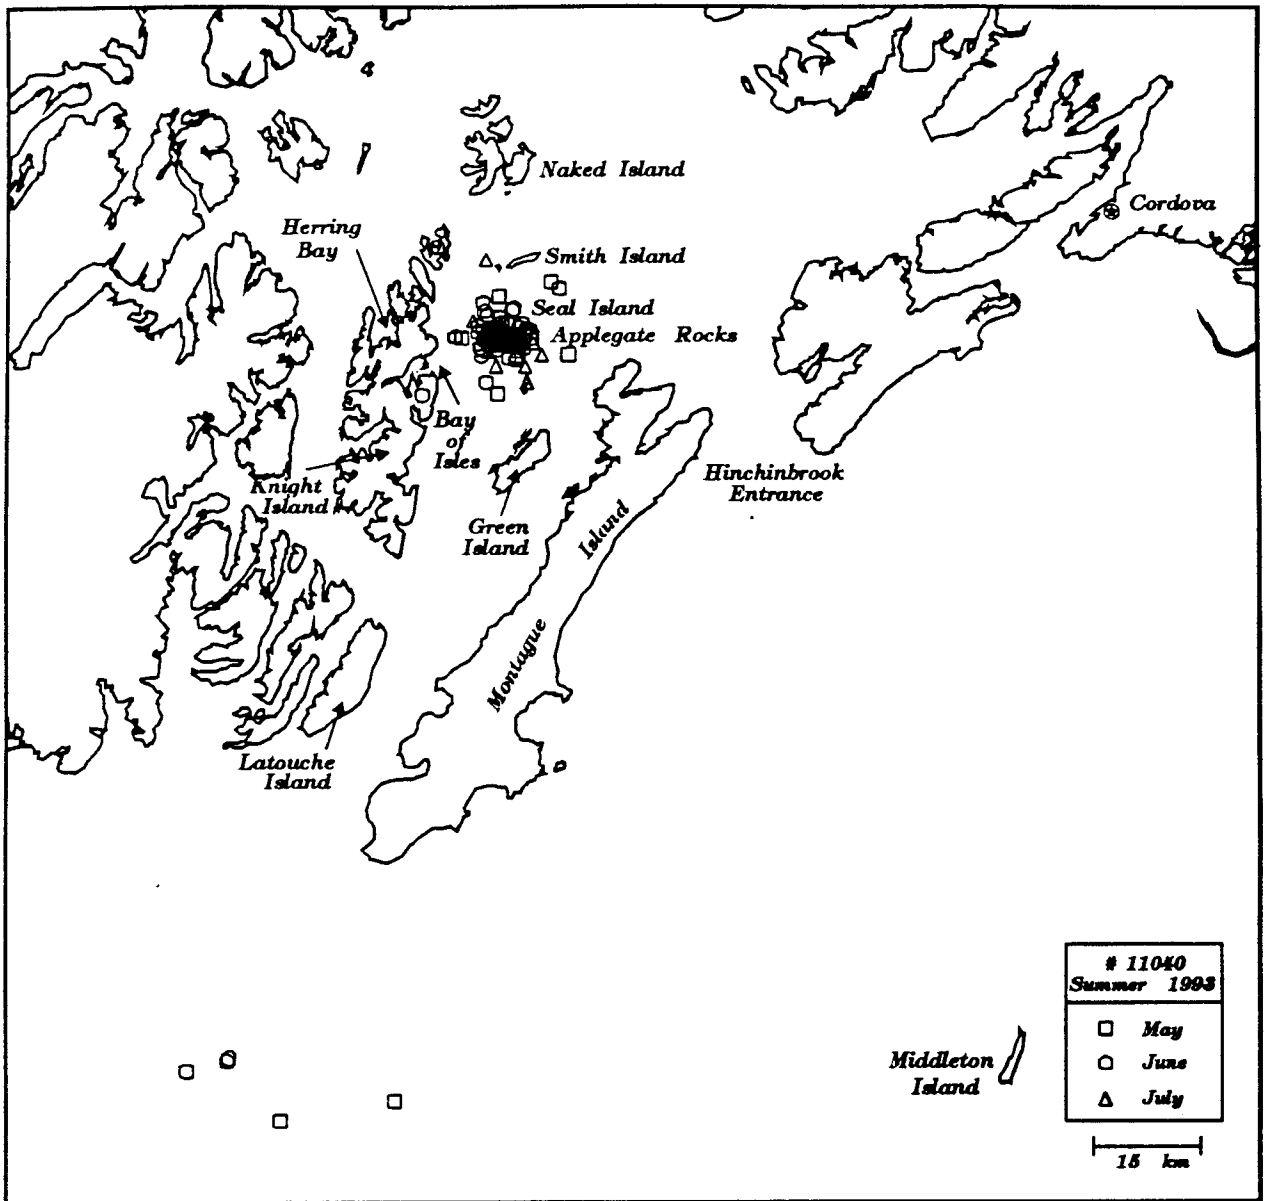 4
Naked Island
Cordova
Herring
Bay
Smith Island
Seal Island
Applegate Rocks
Bay
of
Isles
Knight
Island
Green
Island
Hinchinbrook
Entrance
Island
Montague
Latouche
Island
Middleton
Island
# 11040
Summer 1993
May
June
July
15 km